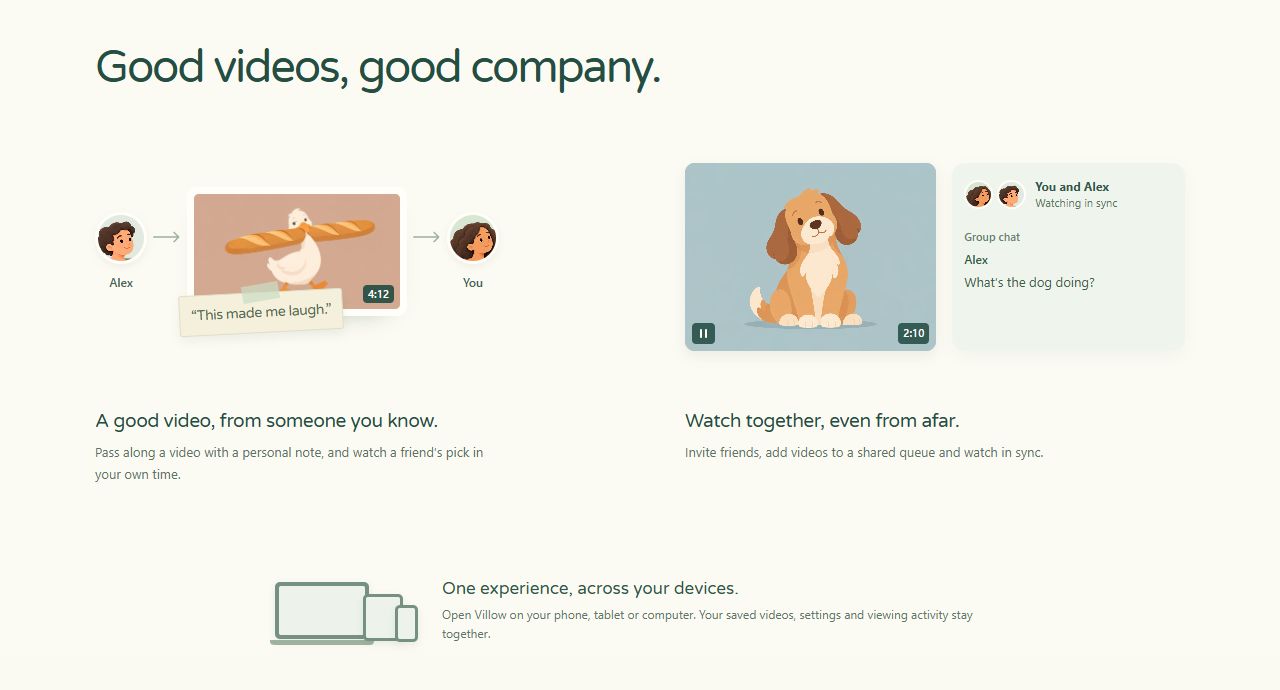 Good videos, good company.
Alex
“This made me laugh.”
4:12
You
2:10
You and Alex
Watching in sync
Group chat
Alex
What's the dog doing?
A good video, from someone you know.
Pass along a video with a personal note, and watch a friend's pick in
your own time.
Watch together, even from afar.
Invite friends, add videos to a shared queue and watch in sync.
One experience, across your devices.
Open Villow on your phone, tablet or computer. Your saved videos, settings and viewing activity stay
together.